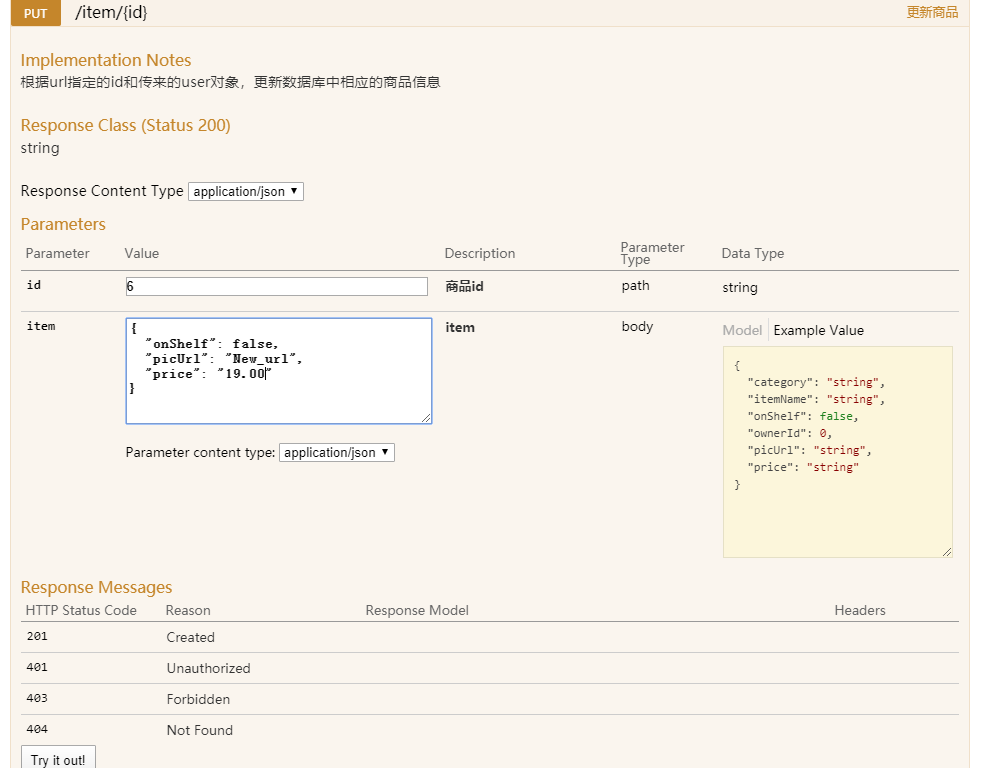 PUT /item/{id} 更新商品
Implementation Notes
根据url指定的id和传来的user对象，更新数据库中相应的商品信息
Response Class (Status 200)
string
Response Content Type application/json
Parameters
Parameter Value Description Parameter Type Data Type
id 6 商品id path string
item
{
"onShelf": false,
"picUrl": "New_url",
"price": "19.00"
}
Parameter content type: application/json
item body
Model Example Value
{
"category": "string",
"itemName": "string",
"onShelf": false,
"ownerId": 0,
"picUrl": "string",
"price": "string"
}
Response Messages
HTTP Status Code Reason Response Model Headers
201 Created
401 Unauthorized
403 Forbidden
404 Not Found
Try it out!